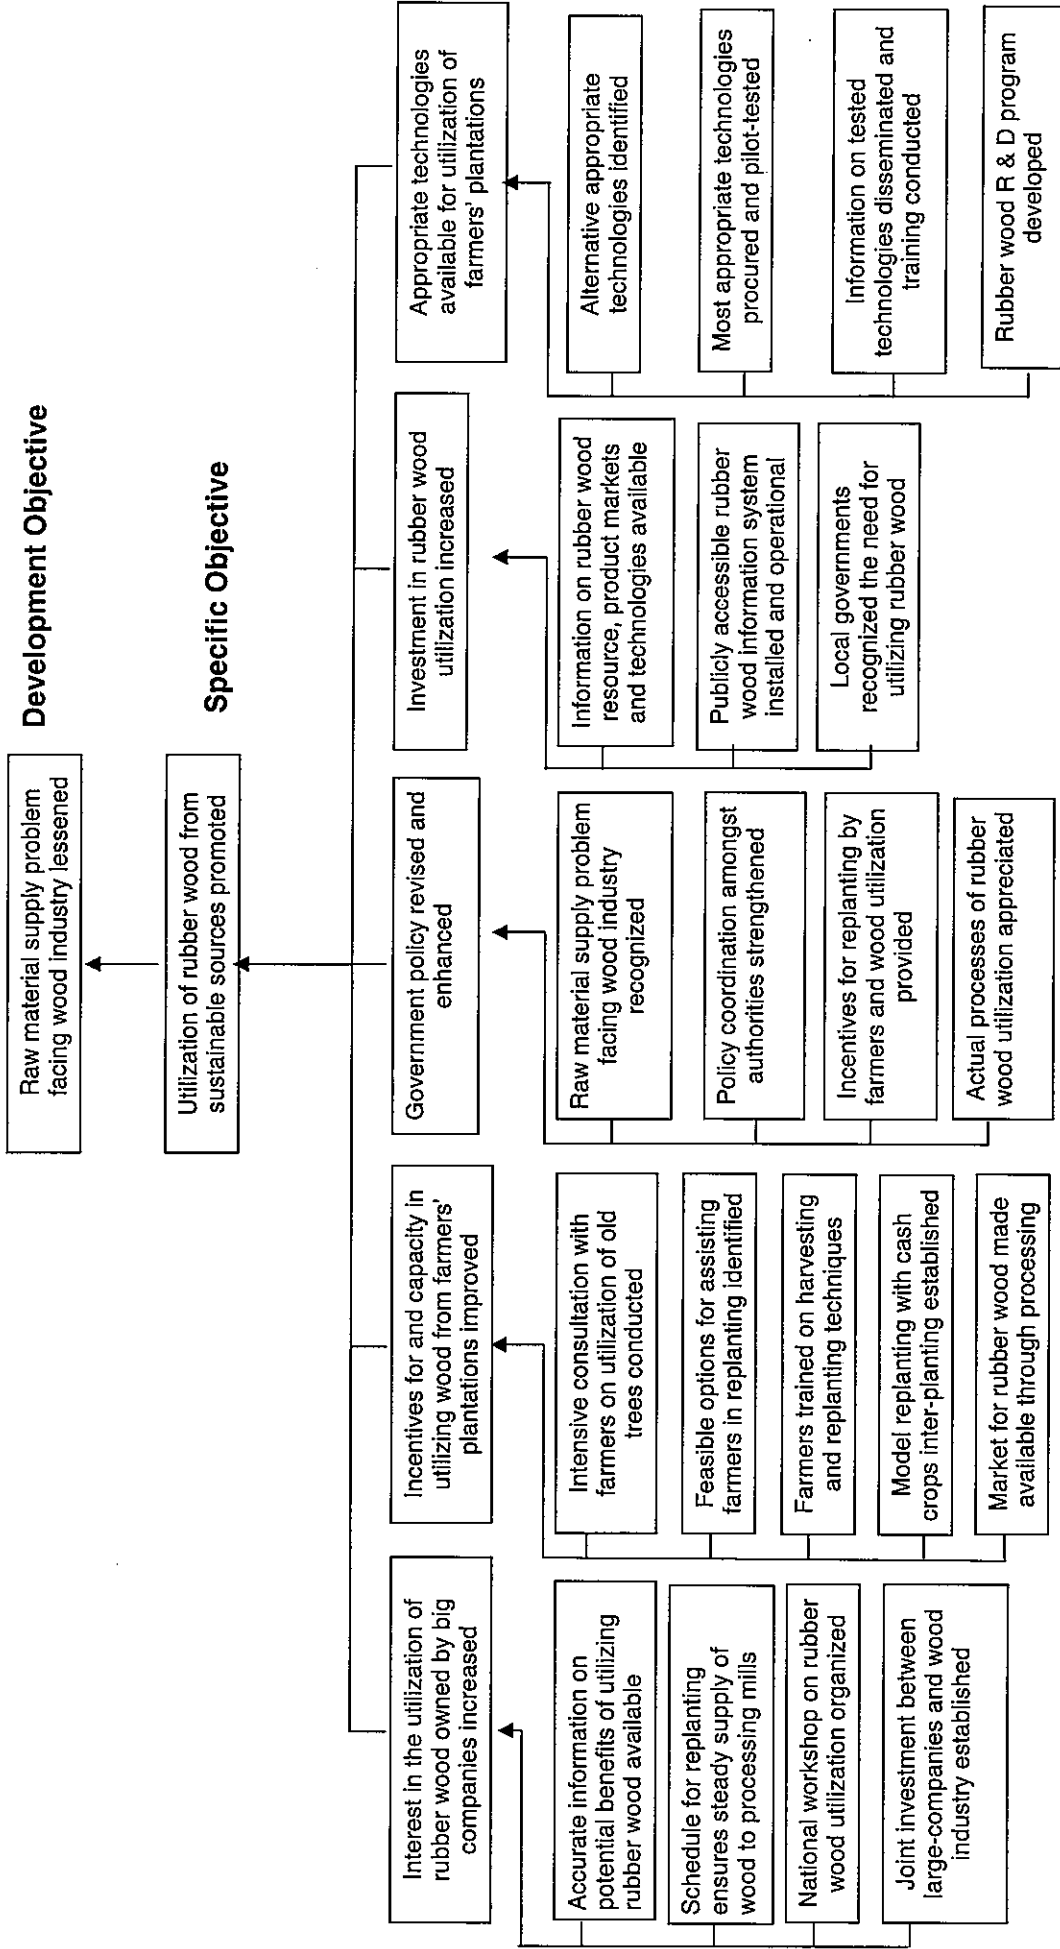 Raw material supply problem
facing wood industry lessened
Development Objective
Utilization of rubber wood from
sustainable sources promoted
Specific Objective
Interest in the utilization of
rubber wood owned by big
companies increased
Accurate information on
potential benefits of utilizing
rubber wood available
Schedule for replanting
ensures steady supply of
wood to processing mills
National workshop on rubber
wood utilization organized
Joint investment between
large-companies and wood
industry established
Incentives for and capacity in
utilizing wood from farmers'
plantations improved
Intensive consultation with
farmers on utilization of old
trees conducted
Feasible options for assisting
farmers in replanting identified
Farmers trained on harvesting
and replanting techniques
Model replanting with cash
crops inter-planting established
Market for rubber wood made
available through processing
Government policy revised and
enhanced
Raw material supply problem
facing wood industry
recognized
Policy coordination amongst
authorities strengthened
Incentives for replanting by
farmers and wood utilization
provided
Actual processes of rubber
wood utilization appreciated
Investment in rubber wood
utilization increased
Information on rubber wood
resource, product markets
and technologies available
Publicly accessible rubber
wood information system
installed and operational
Local governments
recognized the need for
utilizing rubber wood
Appropriate technologies
available for utilization of
farmers' plantations
Alternative appropriate
technologies identified
Most appropriate technologies
procured and pilot-tested
Information on tested
technologies disseminated and
training conducted
Rubber wood R & D program
developed